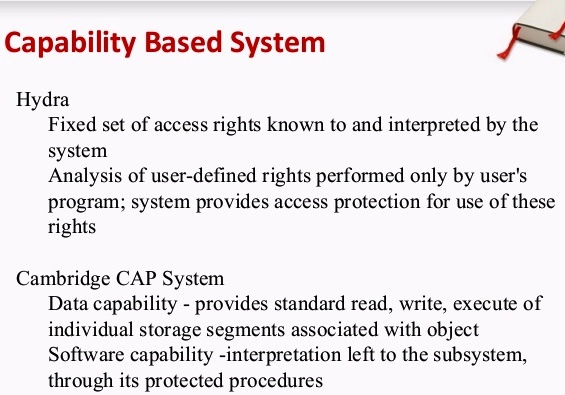 Capability Based System
Hydra
Fixed set of access rights known to and interpreted by the
system
Analysis of user-defined rights performed only by user's
program; system provides access protection for use of these
rights
Cambridge CAP System
Data capability - provides standard read, write, execute of
individual storage segments associated with object
Software capability -interpretation left to the subsystem,
through its protected procedures